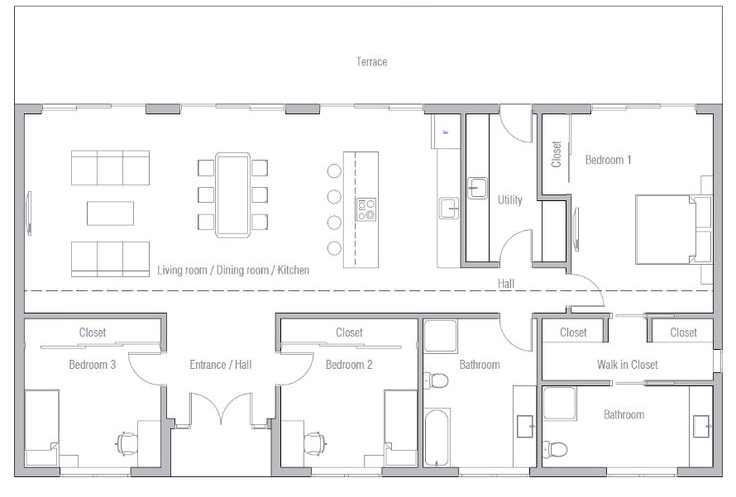 Terrace
F
Closet
Bedroom 1
Utility
Living room / Dining room / Kitchen
Hall
Closet
Closet
Closet
Closet
Bedroom 3
Entrance / Hall
Bedroom 2
Bathroom
Walk in Closet
Bathroom